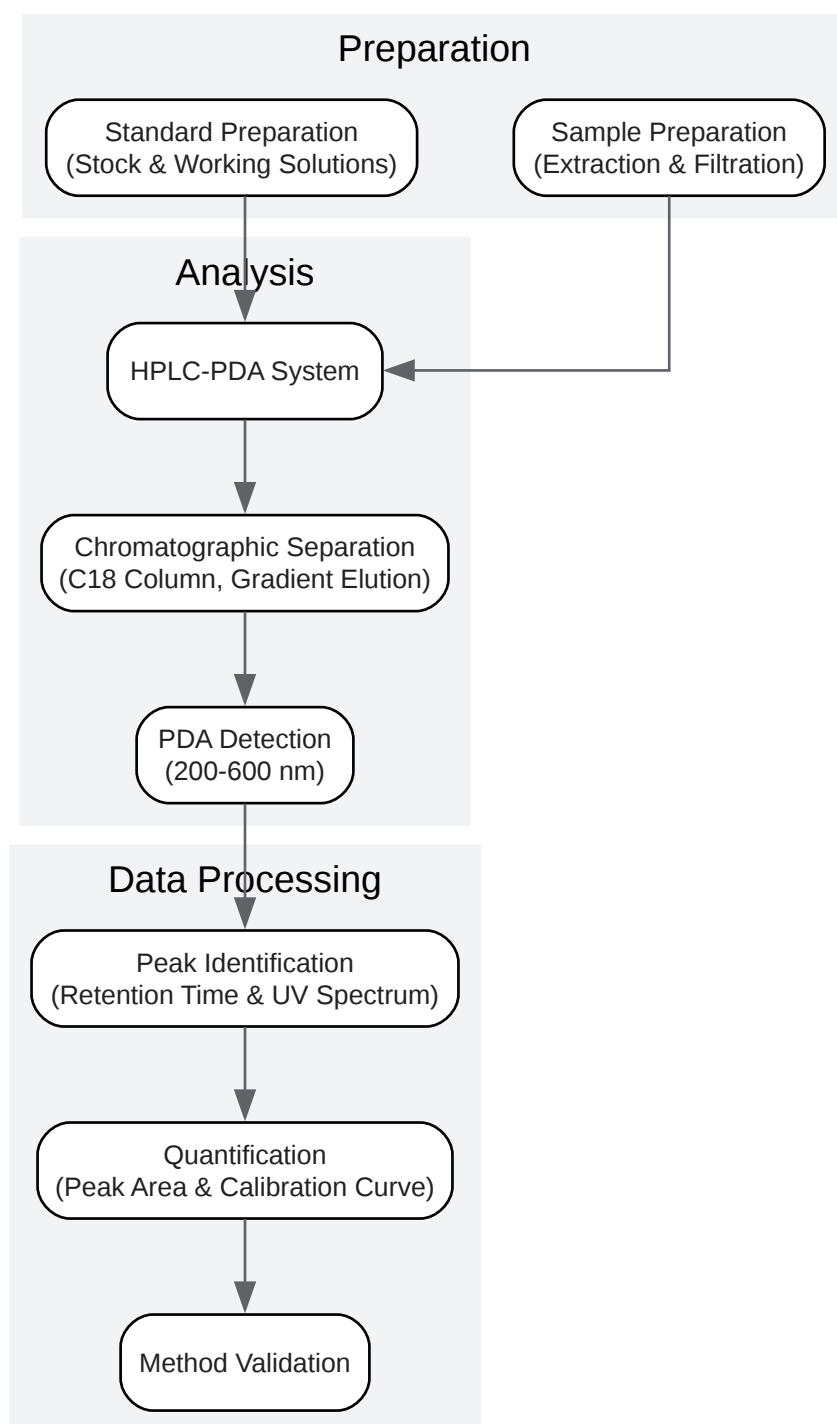 Preparation
Standard Preparation
(Stock & Working Solutions)
Sample Preparation
(Extraction & Filtration)
Analysis
HPLC-PDA System
Chromatographic Separation
(C18 Column, Gradient Elution)
PDA Detection
(200-600 nm)
Data Processing
Peak Identification
(Retention Time & UV Spectrum)
Quantification
(Peak Area & Calibration Curve)
Method Validation